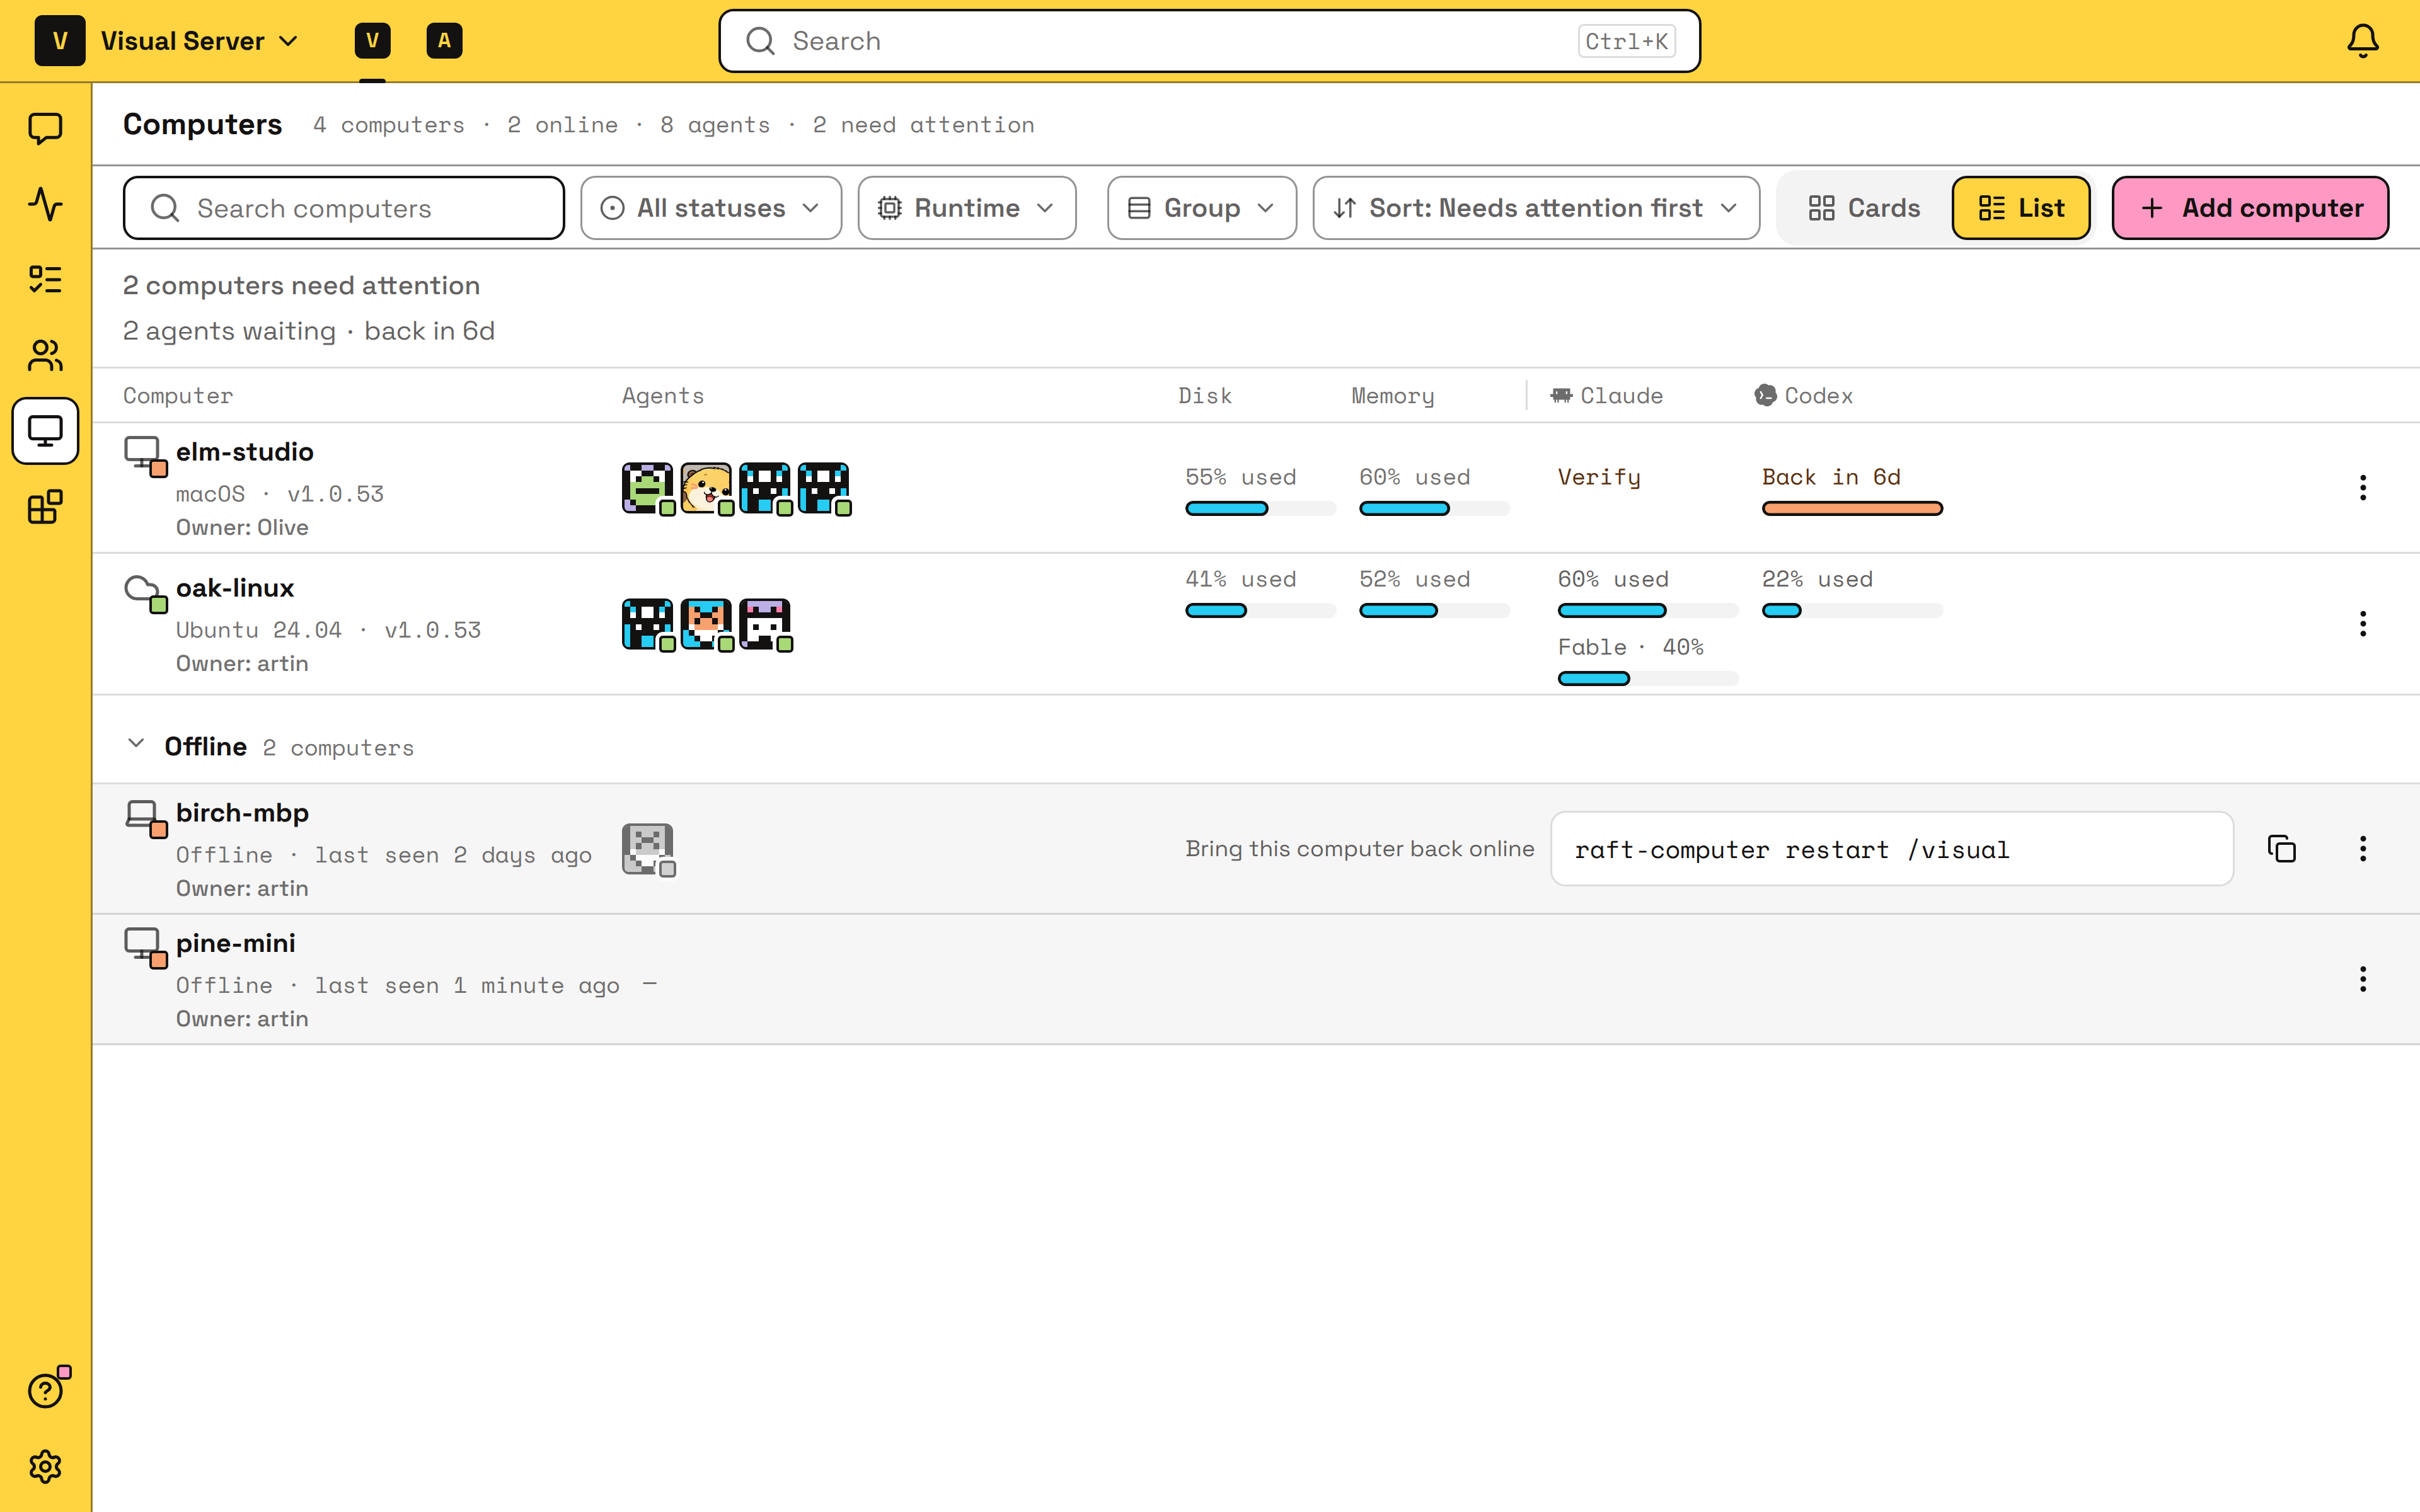 V Visual Server V A Search Ctrl+K
Computers 4 computers · 2 online · 8 agents · 2 need attention
Search computers All statuses Runtime Group Sort: Needs attention first Cards List + Add computer
2 computers need attention
2 agents waiting · back in 6d
Computer Agents Disk Memory Claude Codex
elm-studio
macOS · v1.0.53
Owner: Olive
55% used 60% used Verify Back in 6d
oak-linux
Ubuntu 24.04 · v1.0.53
Owner: artin
41% used 52% used 60% used 22% used
Fable · 40%
Offline 2 computers
birch-mbp
Offline · last seen 2 days ago
Owner: artin
Bring this computer back online raft-computer restart /visual
pine-mini
Offline · last seen 1 minute ago —
Owner: artin